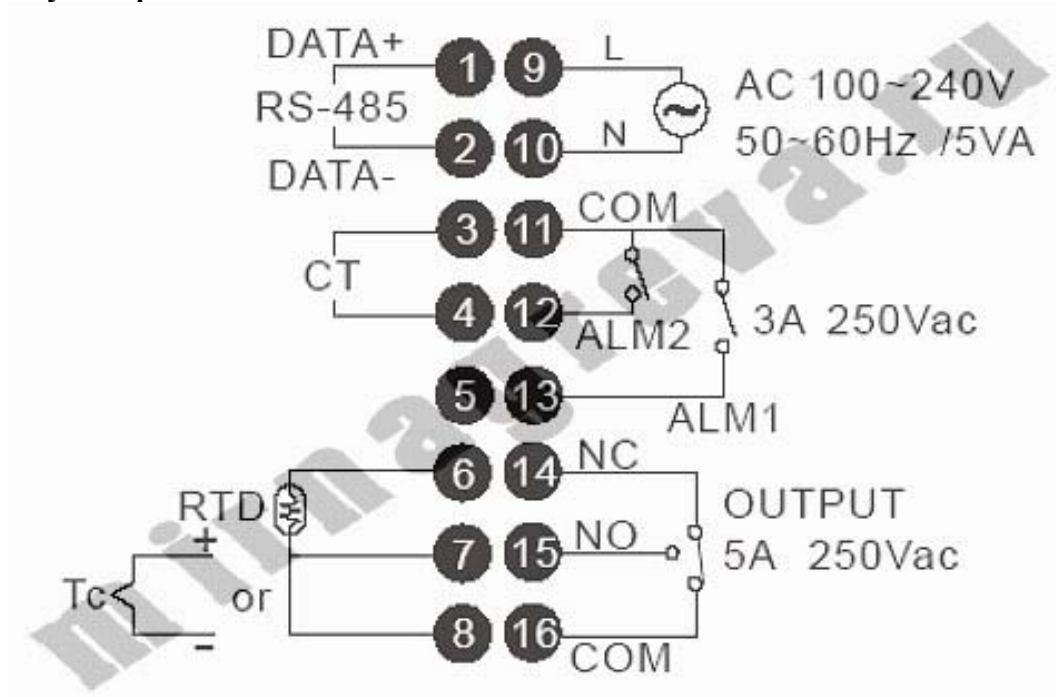 DATA+
1 9 L
RS-485
AC 100~240V
2 10 N
50~60Hz /5VA
DATA-
COM
3 11
CT
4 12
ALM2
3A 250Vac
5 13
ALM1
6 14 NC
RTD
OUTPUT
+
7 15 NO
5A 250Vac
Tc or
8 16
-
COM